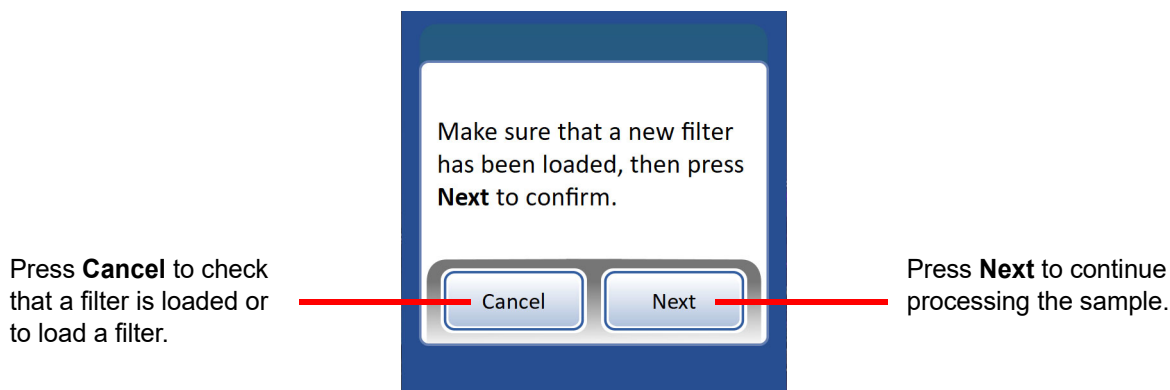 Make sure that a new filter
has been loaded, then press
Next to confirm.
Press Cancel to check
that a filter is loaded or
to load a filter.
Cancel
Next
Press Next to continue
processing the sample.